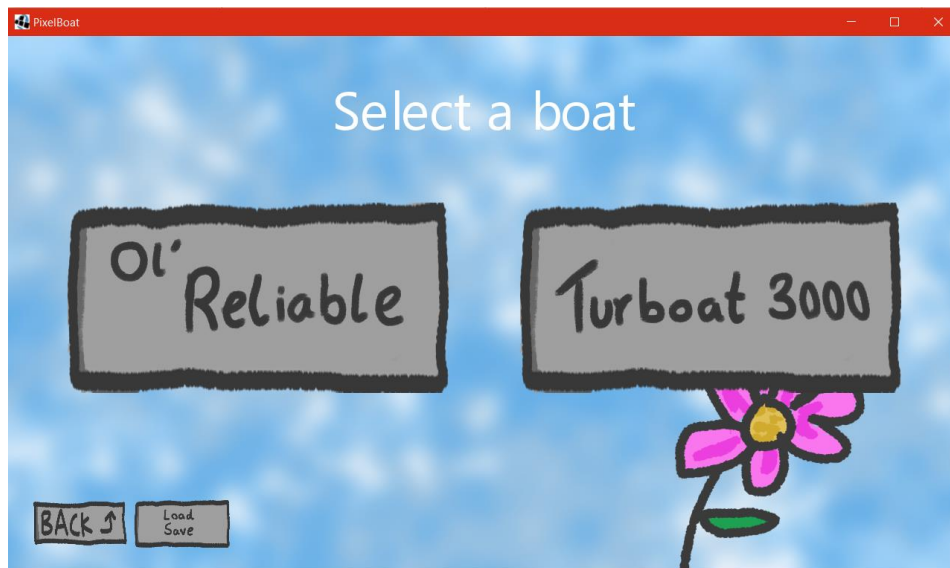 PixelBoat
Select a boat
Ol'
Reliable
Turboat 3000
BACK
Load
Save